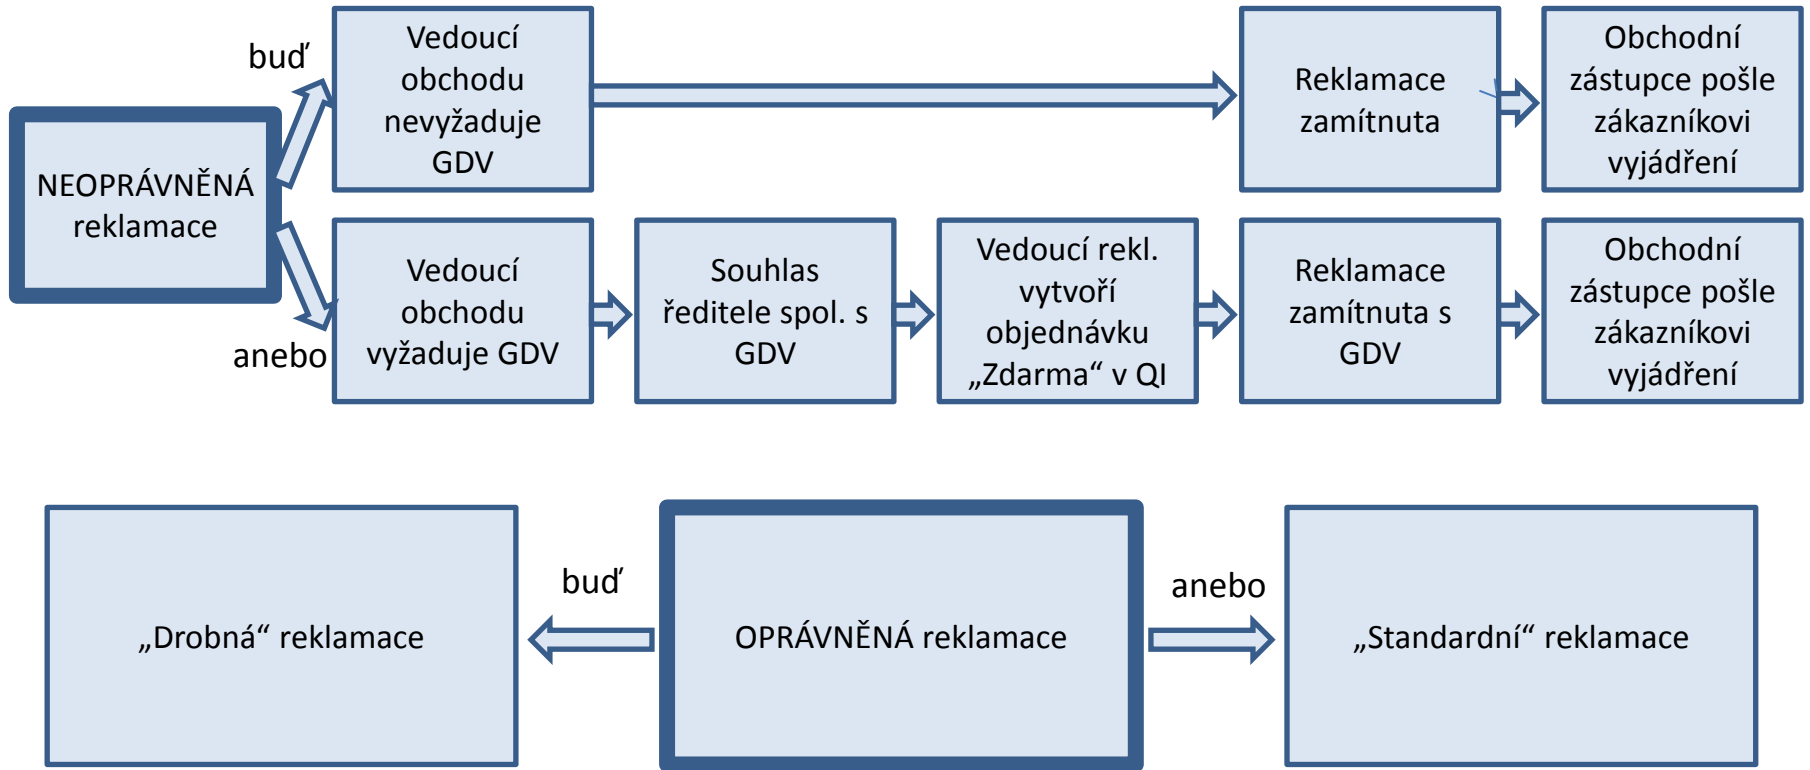 buď
Vedoucí
obchodu
nevyžaduje
GDV
Reklamace
zamítnuta
Obchodní
zástupce pošle
zákazníkovi
vyjádření
NEOPRÁVNĚNÁ
reklamace
anebo
Vedoucí
obchodu
vyžaduje GDV
Souhlas
ředitele spol. s
GDV
Vedoucí rekl.
vytvoří
objednávku
„Zdarma“ v QI
Reklamace
zamítnuta s
GDV
Obchodní
zástupce pošle
zákazníkovi
vyjádření
„Drobná“ reklamace
buď
OPRÁVNĚNÁ reklamace
anebo
„Standardní“ reklamace